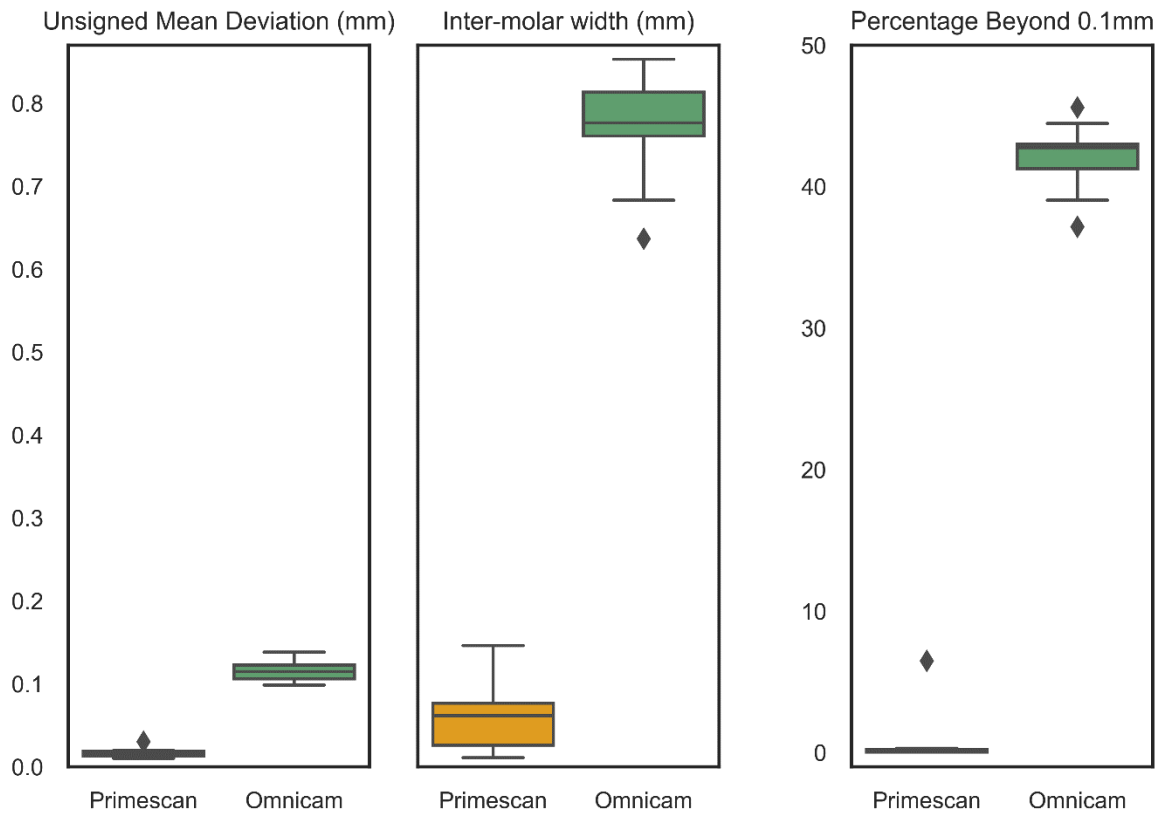 Unsigned Mean Deviation (mm)
Inter-molar width (mm)
Percentage Beyond 0.1mm
0.8
0.7
0.6
0.5
0.4
0.3
0.2
0.1
0.0
50
40
30
20
10
0
Primescan
Omnicam
Primescan
Omnicam
Primescan
Omnicam